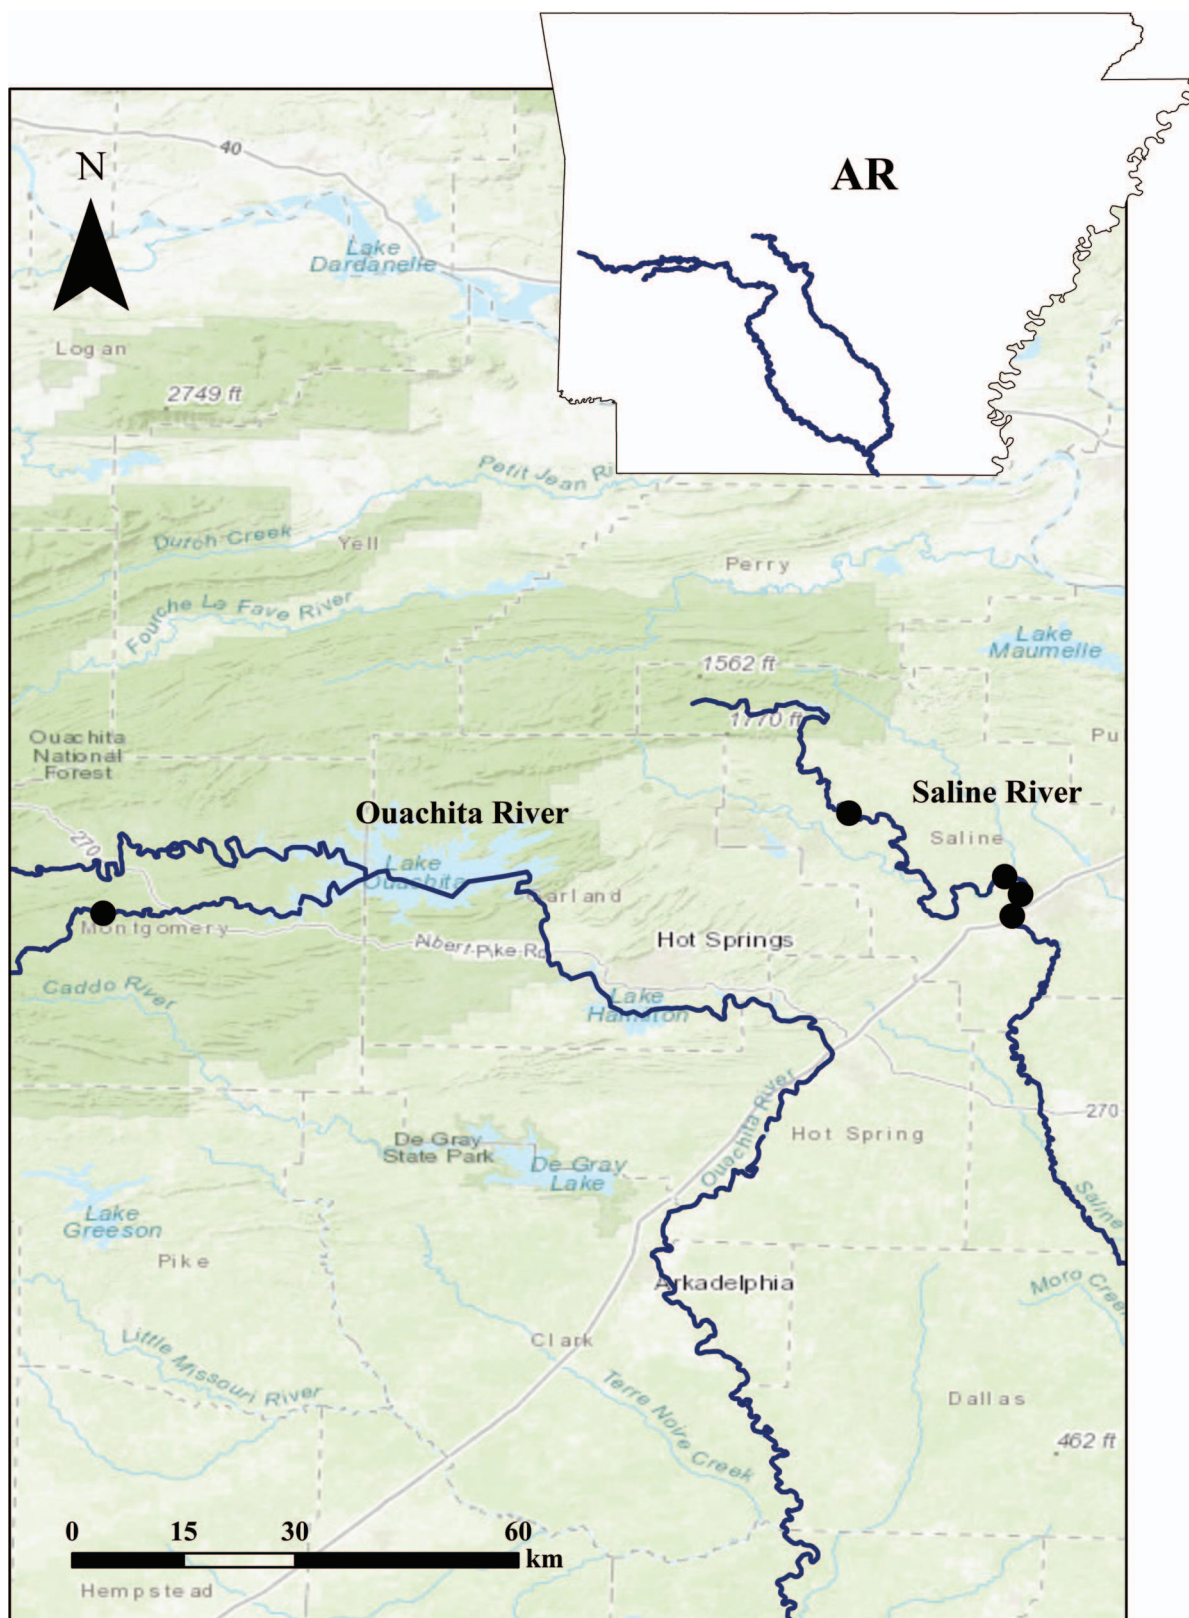 AR
40
N
Lake
Dardanelle
Logan
2749 ft
Petit Jean Ri
Dutch Creek
Yell
Perry
Fourche La Fave River
Lake
Maumelle
1562 ft
1770 ft
Ouachita
National
Forest
Pu
Ouachita River
Saline River
270
Saline
Lake
Ouachita
Garland
Montgomery
Albert Pike Rd
Hot Springs
Caddo River
Lake
Hamilton
Ouachita River
270
De Gray
State Park
Hot Spring
De Gray
Lake
Saline
Lake
Greeson
Pike
Arkadelphia
Moro Creek
Clark
Little Missouri River
Terre Noire Creek
Dallas
462 ft
0 15 30 60
km
Hempstead